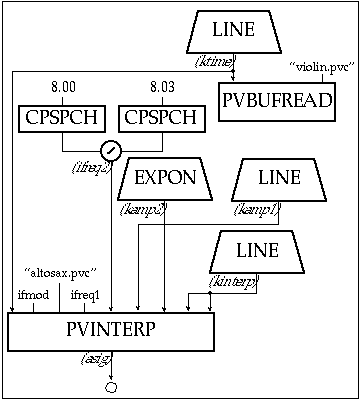 LINE
(ktime)
"violin.pvc"
8.00
8.03
PVBUFREAD
CPSPCH
CPSPCH
(ifreq2)
EXPON
LINE
(kamp2)
(kamp1)
LINE
"altosax.pvc"
(kinterp)
ifmod
ifreq1
PVINTERP
(asig)